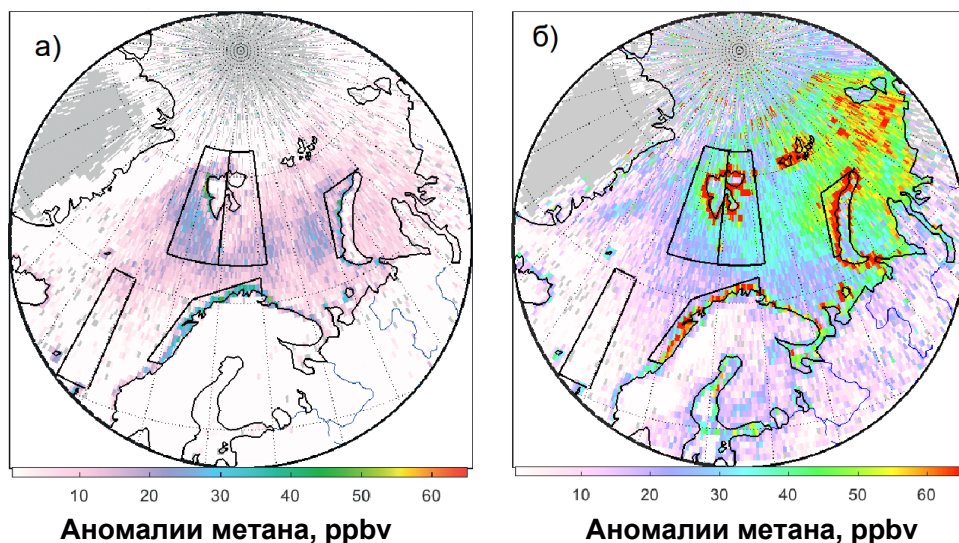 а) б)
10 20 30 40 50 60 10 20 30 40 50 60
Аномалии метана, ppbv Аномалии метана, ppbv